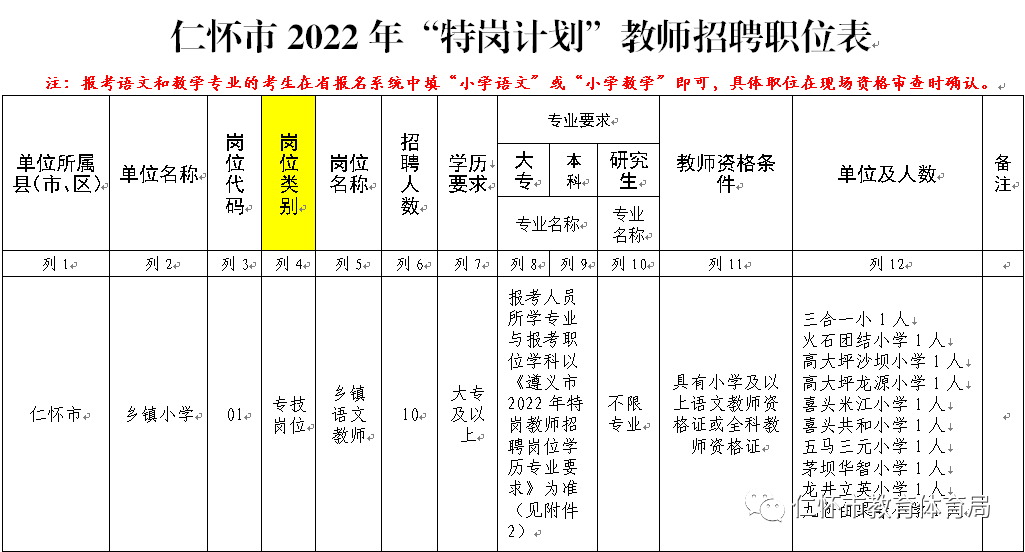 仁怀市 2022 年“特岗计划”教师招聘职位表
注：报考语文和数学专业的考生在省报名系统中填“小学语文”或“小学数学”即可，具体职位在现场资格审查时确认。
单位所属
县（市、区）
单位名称
岗
位
代
码
岗
位
类
别
岗位
名称
招
聘
人
数
学历
要求
专业要求
大
专
本
科
研究
生
专业名称
专业
名称
教师资格条
件
单位及人数
备
注
列 1
列 2
列 3
列 4
列 5
列 6
列 7
列 8
列 9
列 10
列 11
列 12
仁怀市
乡镇小学
01
专技
岗位
乡镇
语文
教师
10
大专
及以
上
报考人员
所学专业
与报考职
位学科以
《遵义市
2022 年特
岗教师招
聘岗位学
历专业要
求》为准
（见附件
2）
不限
专业
具有小学及以
上语文教师资
格证或全科教
师资格证
三合一小 1 人
火石团结小学 1 人
高大坪沙坝小学 1 人
高大坪龙源小学 1 人
喜头米江小学 1 人
喜头共和小学 1 人
五马三元小学 1 人
茅坝华智小学 1 人
龙井立英小学 1 人
仁怀市教育体育局